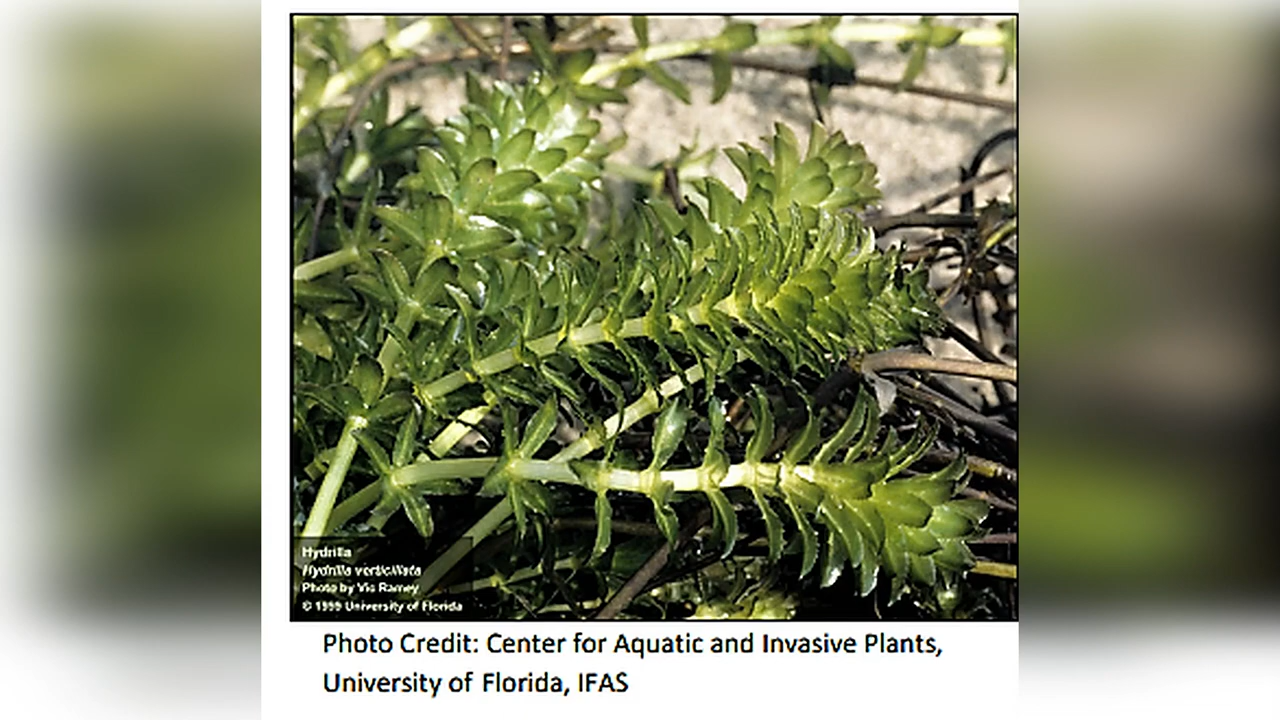 Hydrilla
Hydrilla verticillata
Photo by Vic Ramey
© 1999 University of Florida
Photo Credit: Center for Aquatic and Invasive Plants,
University of Florida, IFAS